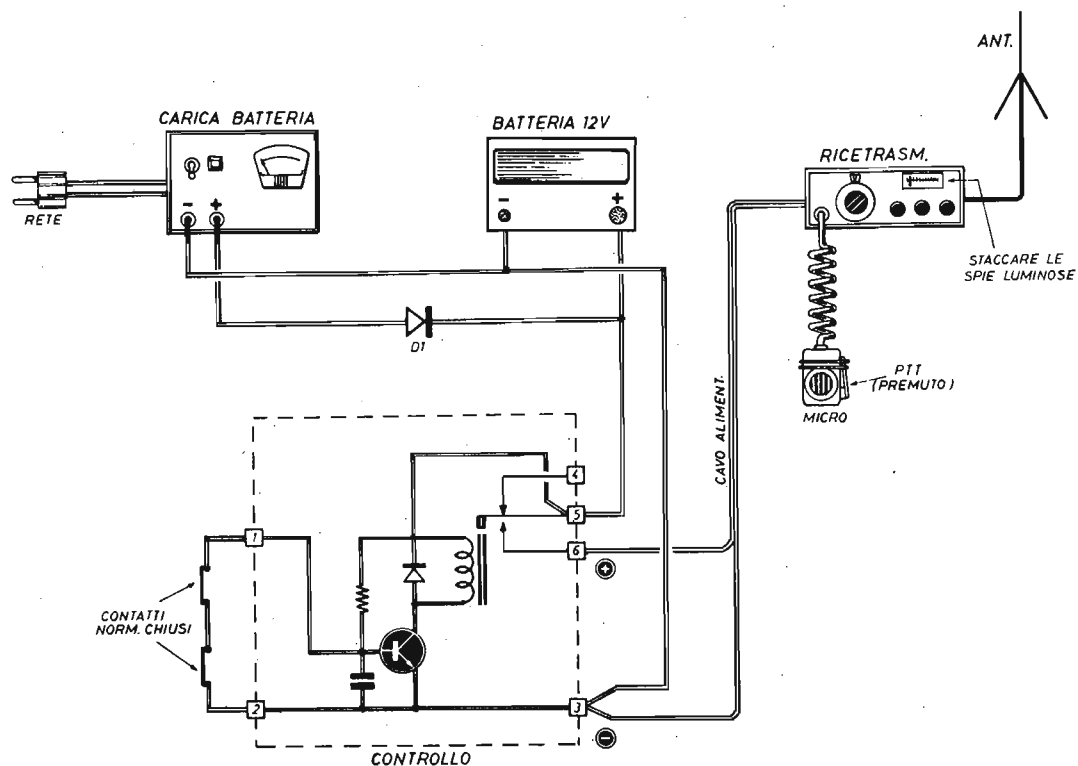 ANT.
CARICA BATTERIA
BATTERIA 12V
RICETRASM.
- +
- +
RETE
STACCARE LE
SPIE LUMINOSE
D1
PTT
(PREMUTO)
MICRO
CAVO ALIMENT.
4
5
1
6
+
CONTATTI
NORM. CHIUSI
2
3
-
CONTROLLO